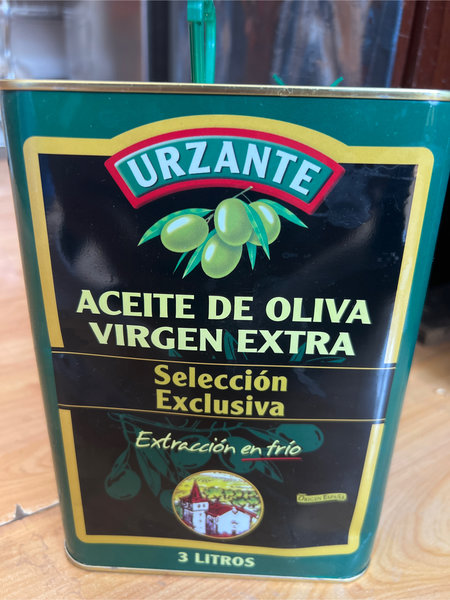 URZANTE
ACEITE DE OLIVA
VIRGEN EXTRA
Selección
Exclusiva
Extracción en frío
ORIGEN ESPAÑA
3 LITROS